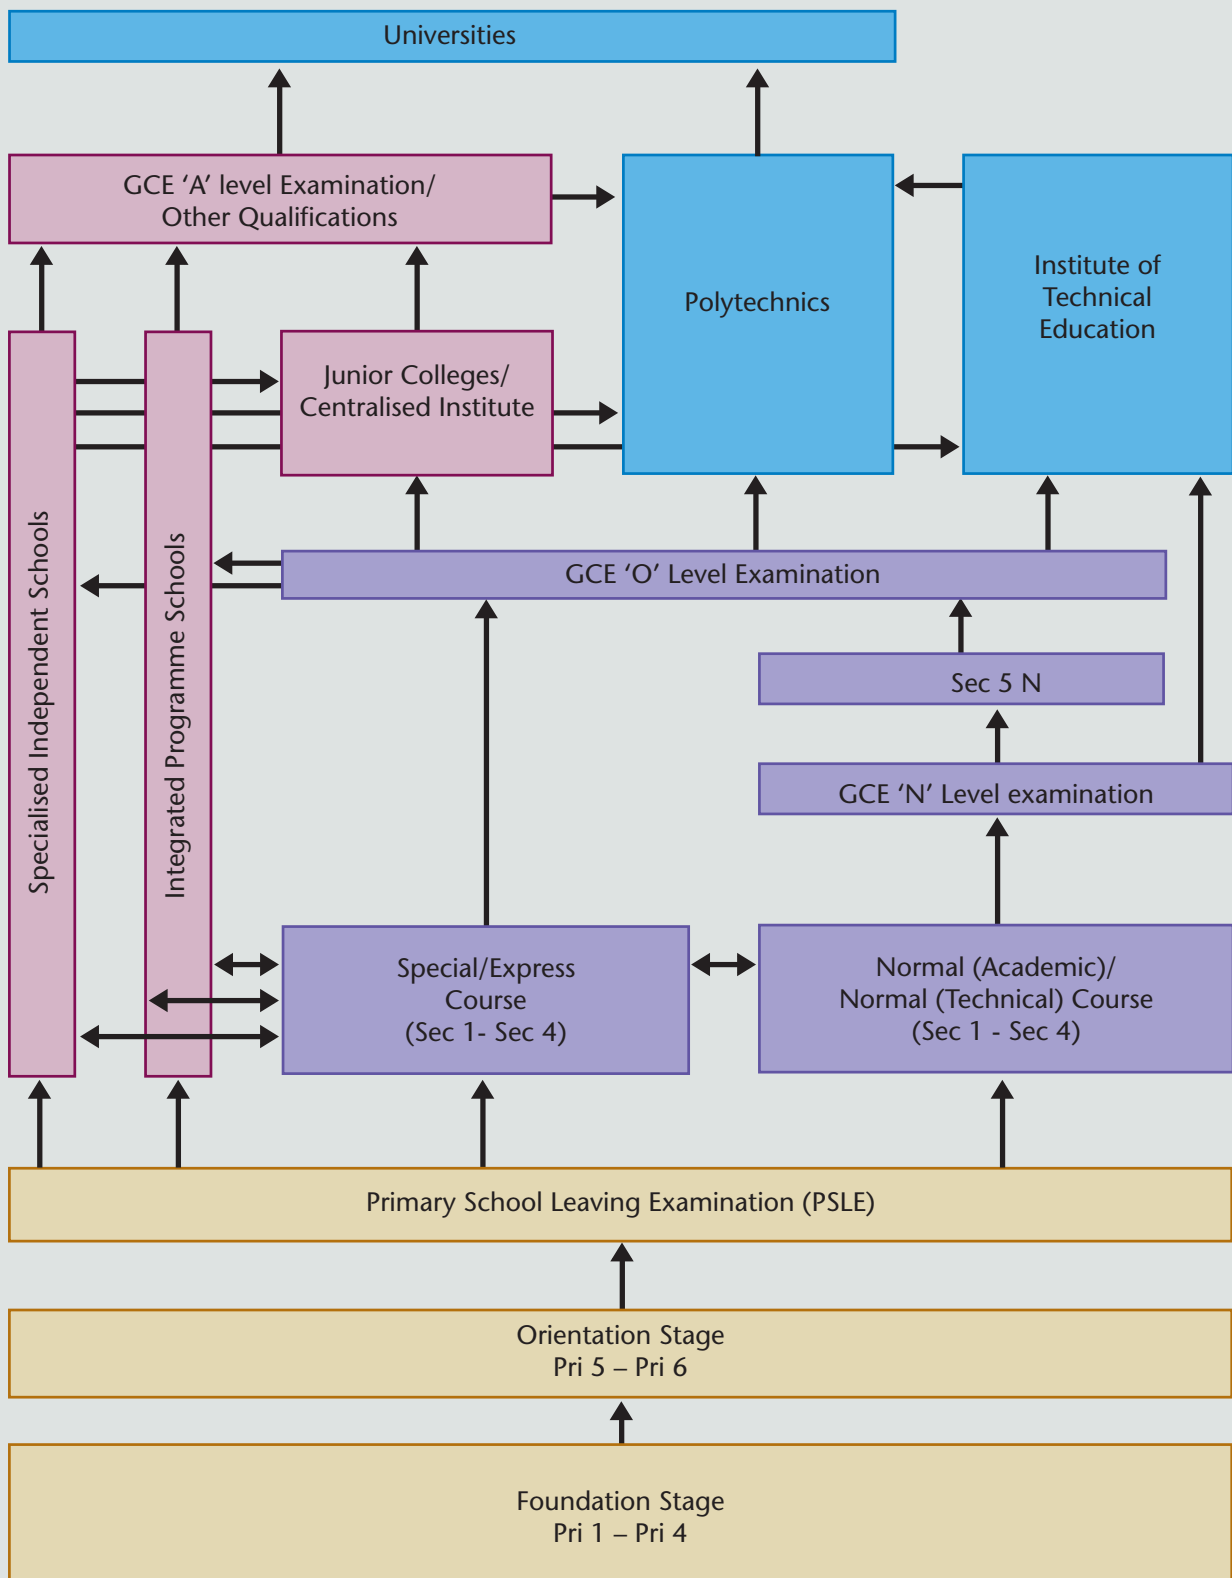 Universities
GCE ‘A’ level Examination/
Other Qualifications
Polytechnics
Institute of
Technical
Education
Junior Colleges/
Centralised Institute
Specialised Independent Schools
Integrated Programme Schools
GCE ‘O’ Level Examination
Sec 5 N
GCE ‘N’ Level examination
Special/Express
Course
(Sec 1- Sec 4)
Normal (Academic)/
Normal (Technical) Course
(Sec 1 - Sec 4)
Primary School Leaving Examination (PSLE)
Orientation Stage
Pri 5 – Pri 6
Foundation Stage
Pri 1 – Pri 4